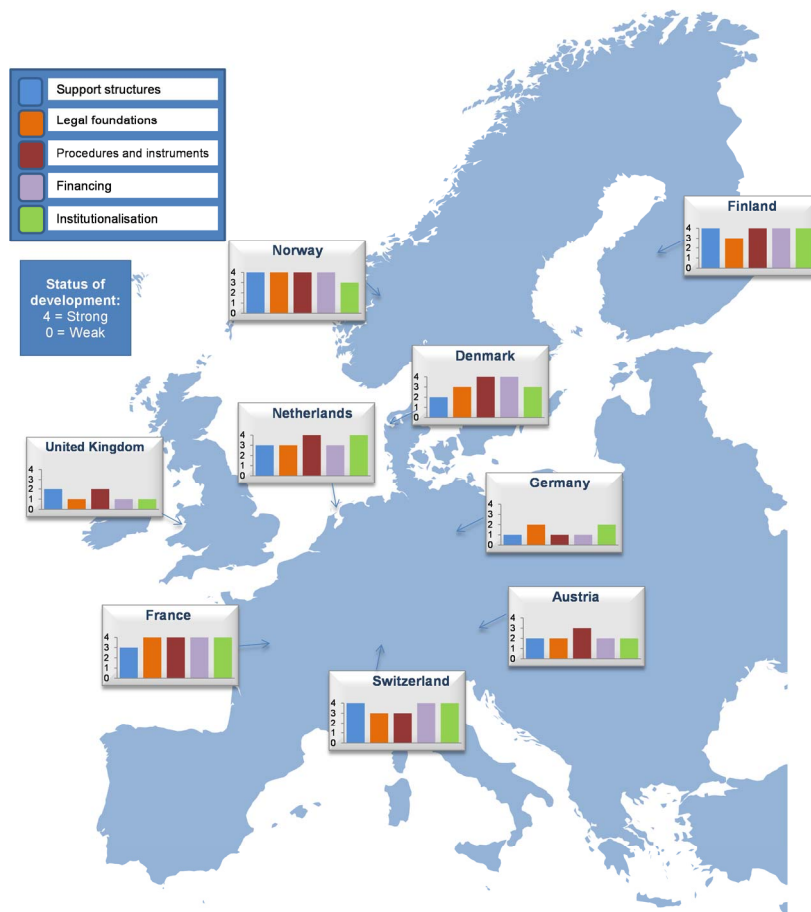 Support structures
Legal foundations
Procedures and instruments
Financing
Institutionalisation
Status of
development:
4 = Strong
0 = Weak
Finland
4
3
2
1
0
Norway
4
3
2
1
0
Denmark
4
3
2
1
0
Netherlands
4
3
2
1
0
United Kingdom
4
3
2
1
0
Germany
4
3
2
1
0
Austria
4
3
2
1
0
France
4
3
2
1
0
Switzerland
4
3
2
1
0